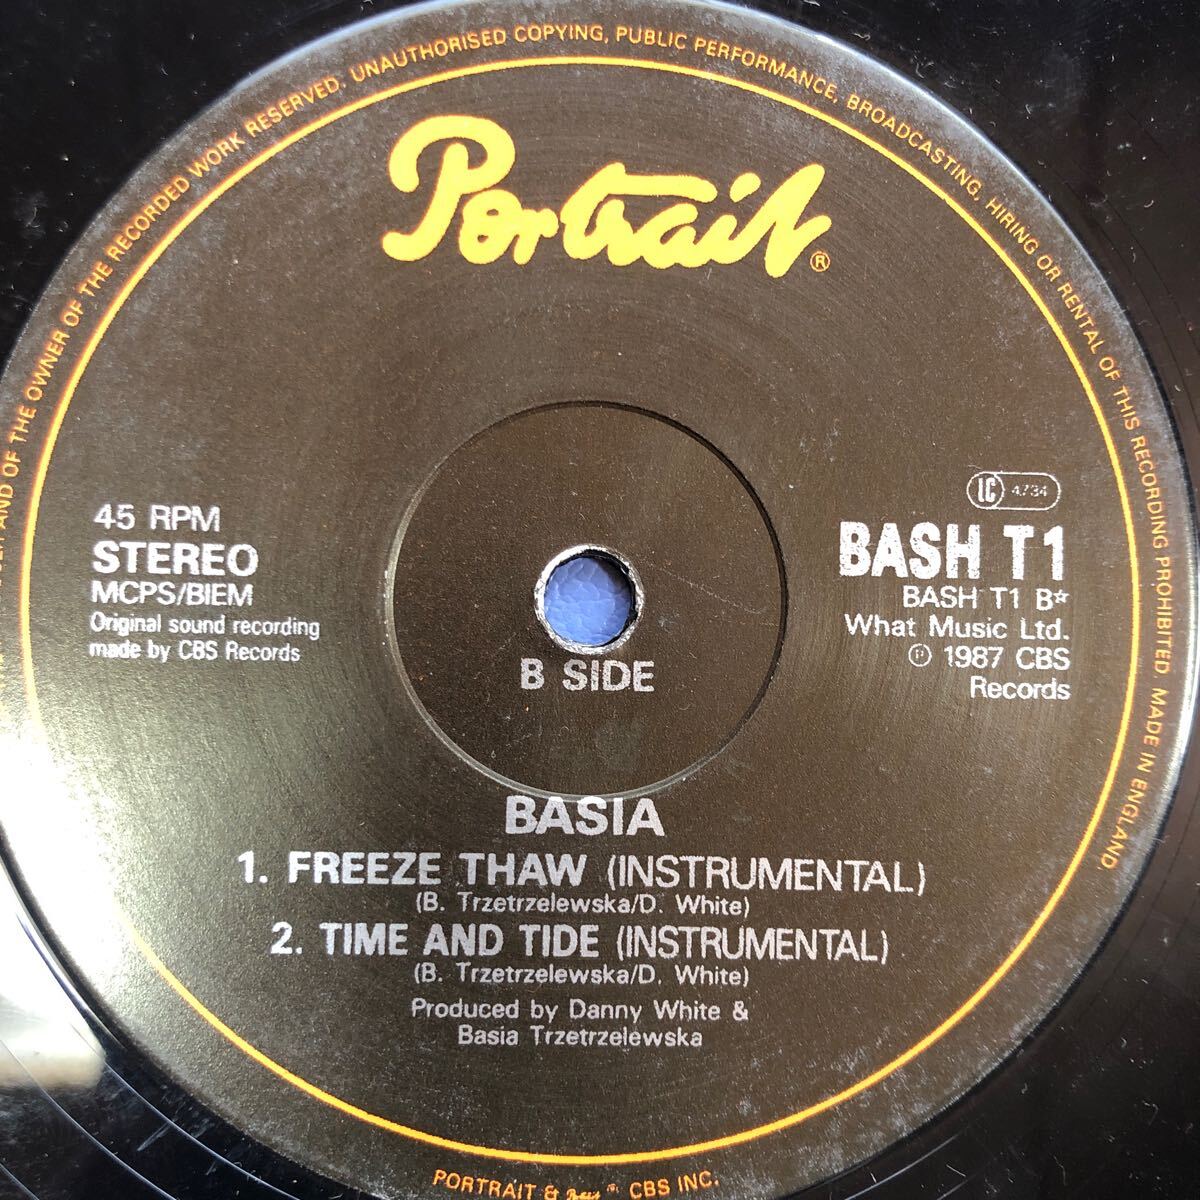 AND OF THE OWNER OF THE RECORDED WORK RESERVED. UNAUTHORISED COPYING, PUBLIC PERFORMANCE, BROADCASTING, HIRING OR RENTAL OF THIS RECORDING PROHIBITED. MADE IN ENGLAND.
Portrait®
45 RPM
STEREO
MCPS/BIEM
Original sound recording
made by CBS Records
LC 4734
BASH T1
BASH T1 B☆
What Music Ltd.
℗ 1987 CBS
Records
B SIDE
BASIA
1. FREEZE THAW (INSTRUMENTAL)
(B. Trzetrzelewska/D. White)
2. TIME AND TIDE (INSTRUMENTAL)
(B. Trzetrzelewska/D. White)
Produced by Danny White &
Basia Trzetrzelewska
PORTRAIT & Portrait ® CBS INC.